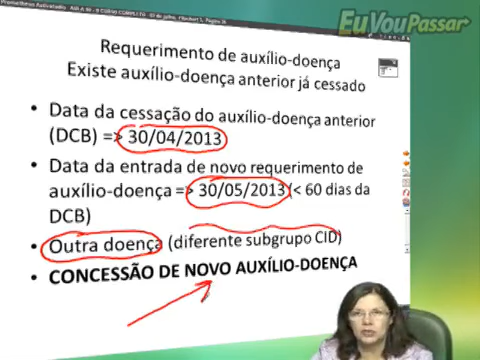 EuVouPassar
Requerimento de auxílio-doença
Existe auxílio-doença anterior já cessado
• Data da cessação do auxílio-doença anterior
(DCB) => 30/04/2013
• Data da entrada de novo requerimento de
auxílio-doença => 30/05/2013 (< 60 dias da
DCB)
• Outra doença (diferente subgrupo CID)
• CONCESSÃO DE NOVO AUXÍLIO-DOENÇA